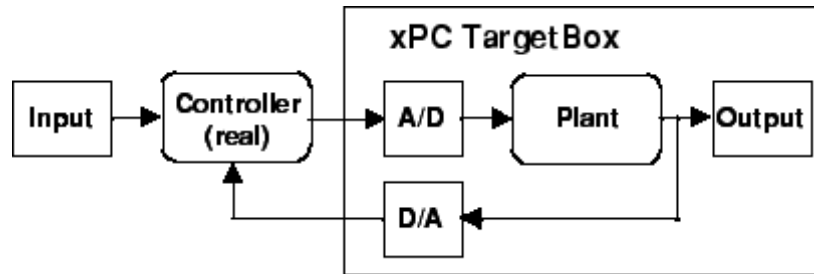 xPC TargetBox
Input
Controller
(real)
A/D
Plant
Output
D/A